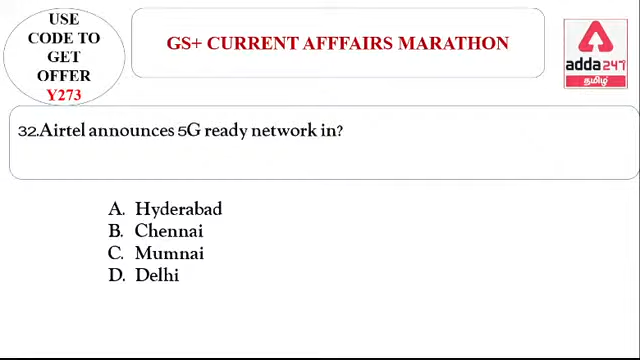 USE
CODE TO
GET
OFFER
Y273
GS+ CURRENT AFFFAIRS MARATHON
adda247
தமிழ்
32.Airtel announces 5G ready network in?
A. Hyderabad
B. Chennai
C. Mumnai
D. Delhi